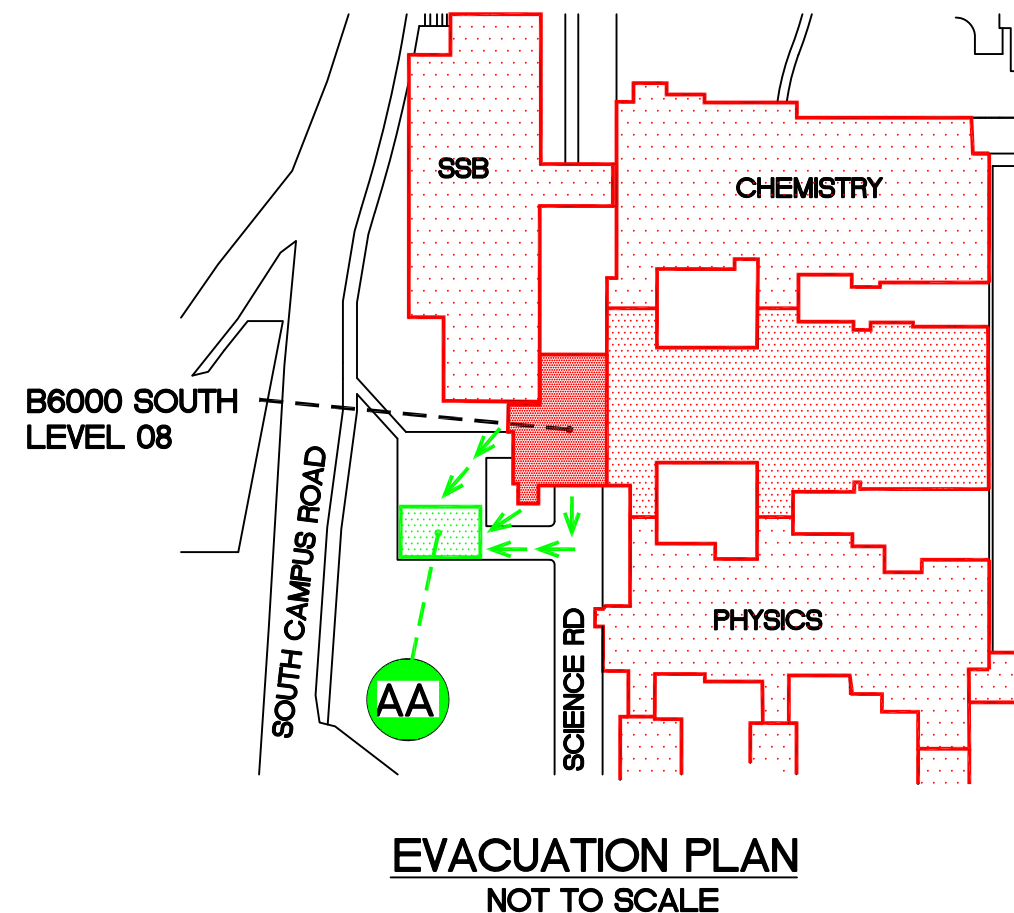 SSB
CHEMISTRY
B6000 SOUTH
LEVEL 08
SOUTH CAMPUS ROAD
PHYSICS
SCIENCE RD
AA
EVACUATION PLAN
NOT TO SCALE